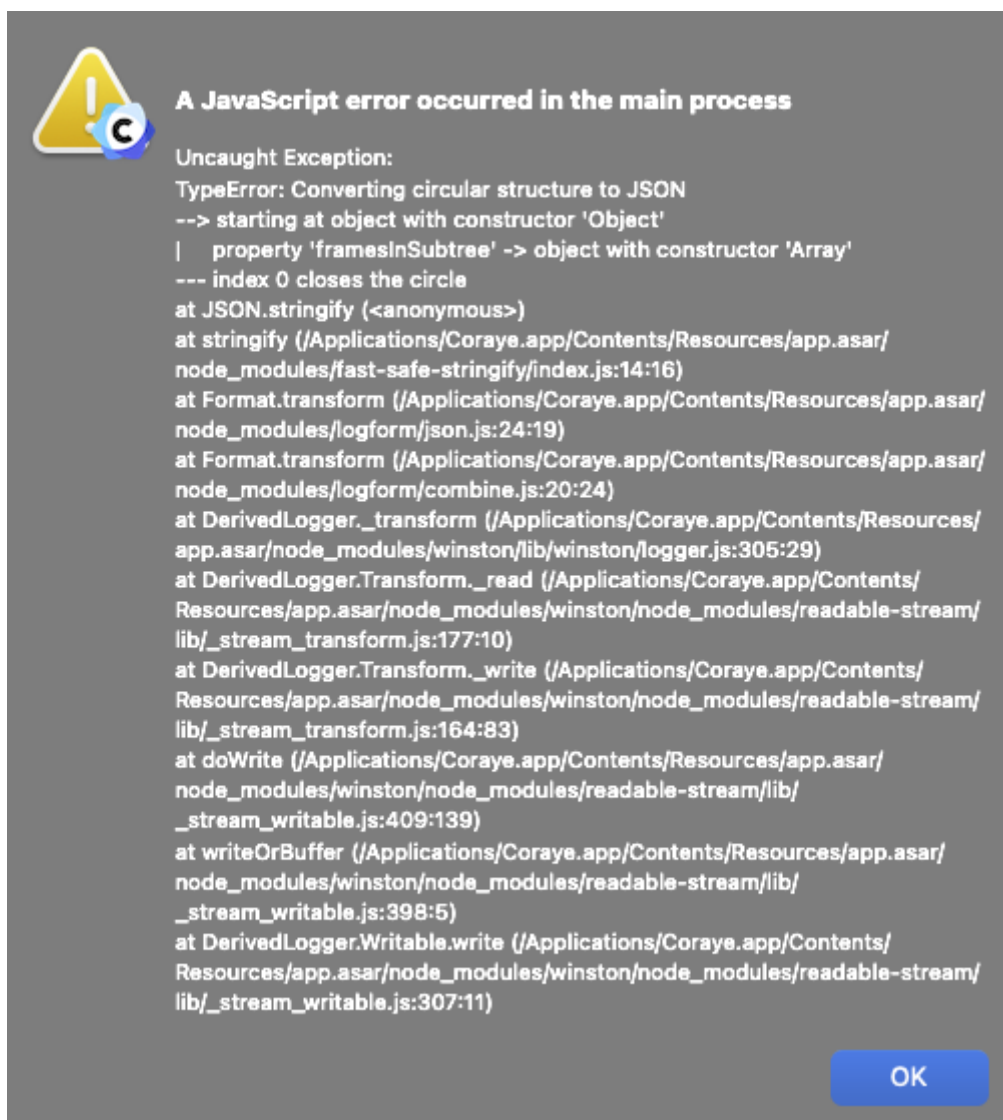 C
A JavaScript error occurred in the main process
Uncaught Exception:
TypeError: Converting circular structure to JSON
--> starting at object with constructor 'Object'
|    property 'framesInSubtree' -> object with constructor 'Array'
--- index 0 closes the circle
at JSON.stringify (<anonymous>)
at stringify (/Applications/Coraye.app/Contents/Resources/app.asar/
node_modules/fast-safe-stringify/index.js:14:16)
at Format.transform (/Applications/Coraye.app/Contents/Resources/app.asar/
node_modules/logform/json.js:24:19)
at Format.transform (/Applications/Coraye.app/Contents/Resources/app.asar/
node_modules/logform/combine.js:20:24)
at DerivedLogger._transform (/Applications/Coraye.app/Contents/Resources/
app.asar/node_modules/winston/lib/winston/logger.js:305:29)
at DerivedLogger.Transform._read (/Applications/Coraye.app/Contents/
Resources/app.asar/node_modules/winston/node_modules/readable-stream/
lib/_stream_transform.js:177:10)
at DerivedLogger.Transform._write (/Applications/Coraye.app/Contents/
Resources/app.asar/node_modules/winston/node_modules/readable-stream/
lib/_stream_transform.js:164:83)
at doWrite (/Applications/Coraye.app/Contents/Resources/app.asar/
node_modules/winston/node_modules/readable-stream/lib/
_stream_writable.js:409:139)
at writeOrBuffer (/Applications/Coraye.app/Contents/Resources/app.asar/
node_modules/winston/node_modules/readable-stream/lib/
_stream_writable.js:398:5)
at DerivedLogger.Writable.write (/Applications/Coraye.app/Contents/
Resources/app.asar/node_modules/winston/node_modules/readable-stream/
lib/_stream_writable.js:307:11)
OK